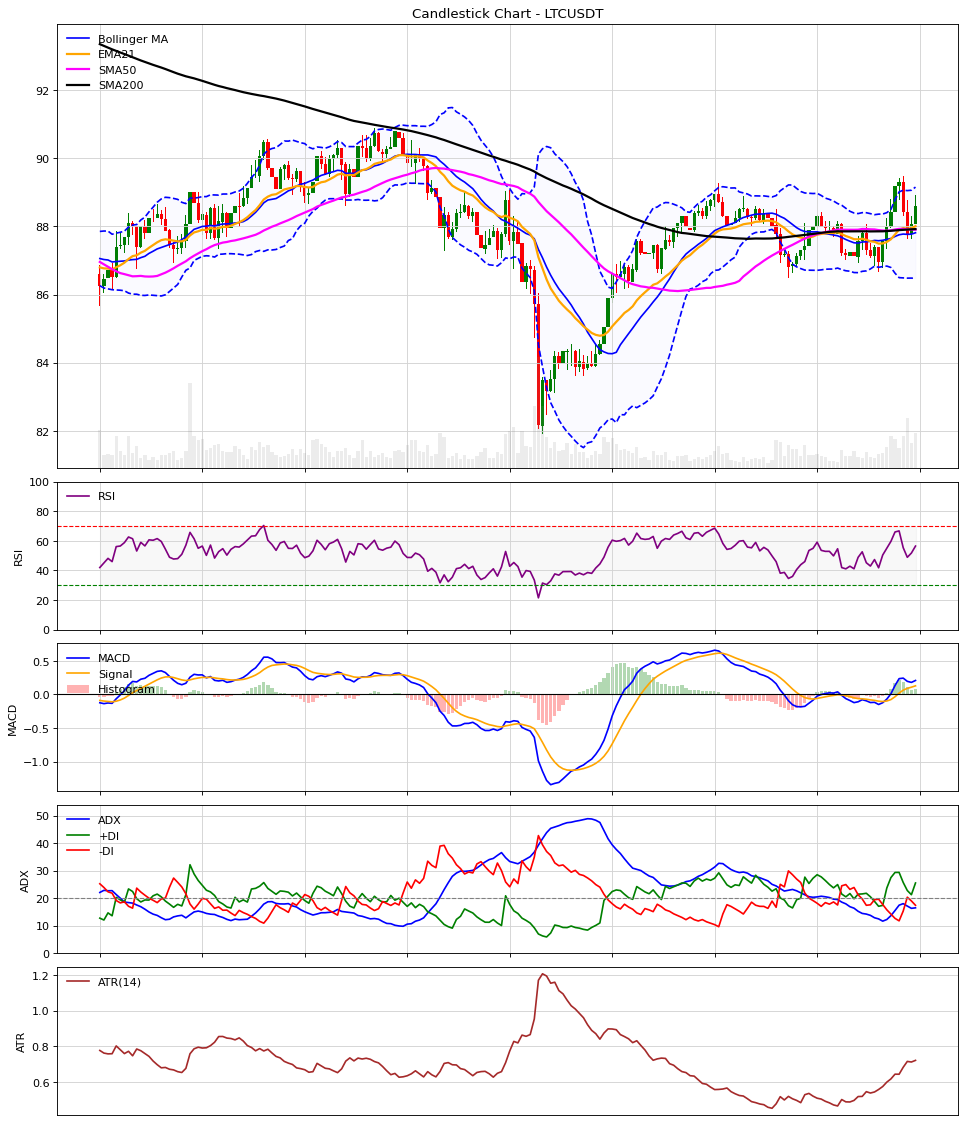 Candlestick Chart - LTCUSDT
Bollinger MA
EMA21
SMA50
SMA200
92
90
88
86
84
82
RSI
RSI
100
80
60
40
20
0
MACD
Signal
Histogram
MACD
0.5
0.0
−0.5
−1.0
ADX
+DI
-DI
ADX
50
40
30
20
10
0
ATR(14)
ATR
1.2
1.0
0.8
0.6